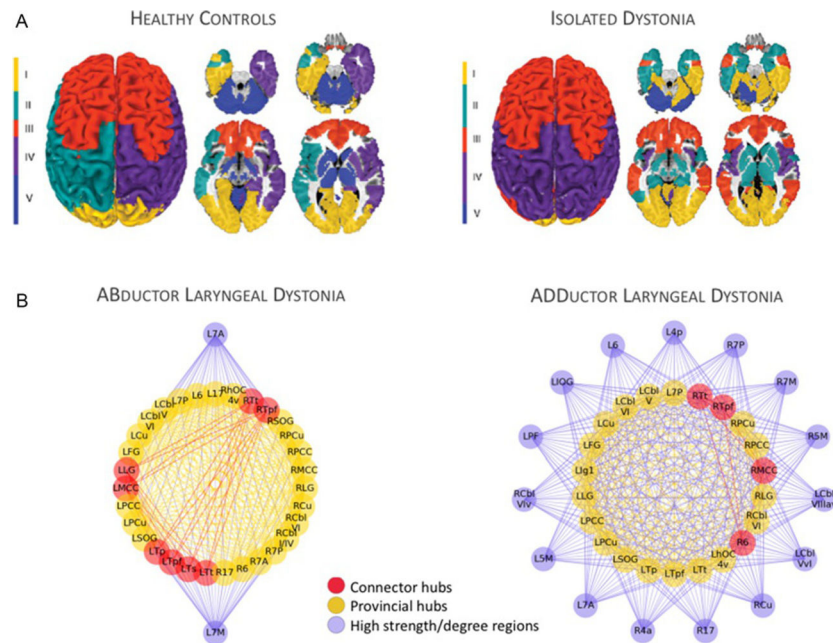 A
HEALTHY CONTROLS
ISOLATED DYSTONIA
I
II
III
IV
V
I
II
III
IV
V
B
ABDUCTOR LARYNGEAL DYSTONIA
ADDUCTOR LARYNGEAL DYSTONIA
L7A
RhOC
4v
RTt
RTpf
RSOG
RPCu
RPCC
RMCC
RLG
RCu
RCbl
VI
RCbl
I/IV
R7P
R7A
R6
R17
LTt
LTs
LTpf
LTp
LSOG
LPCu
LPCC
LMCC
LLG
LFG
LCu
LCbl
VI
LCbl
V
L7P
L6
L17
L7M
L4p
R7P
R7M
R5M
LCbl
VIIIav
LCbl
VvI
RCu
R17
R4a
L7A
L5M
RCbl
VIv
LPF
LIOG
L6
L7P
RTt
RTpf
RPCu
RPCC
RMCC
RLG
RCbl
VI
R6
LhOC
4v
LTt
LTpf
LTp
LSOG
LPCu
LPCC
LLG
LIg1
LFG
LCu
LCbl
VI
LCbl
V
Connector hubs
Provincial hubs
High strength/degree regions